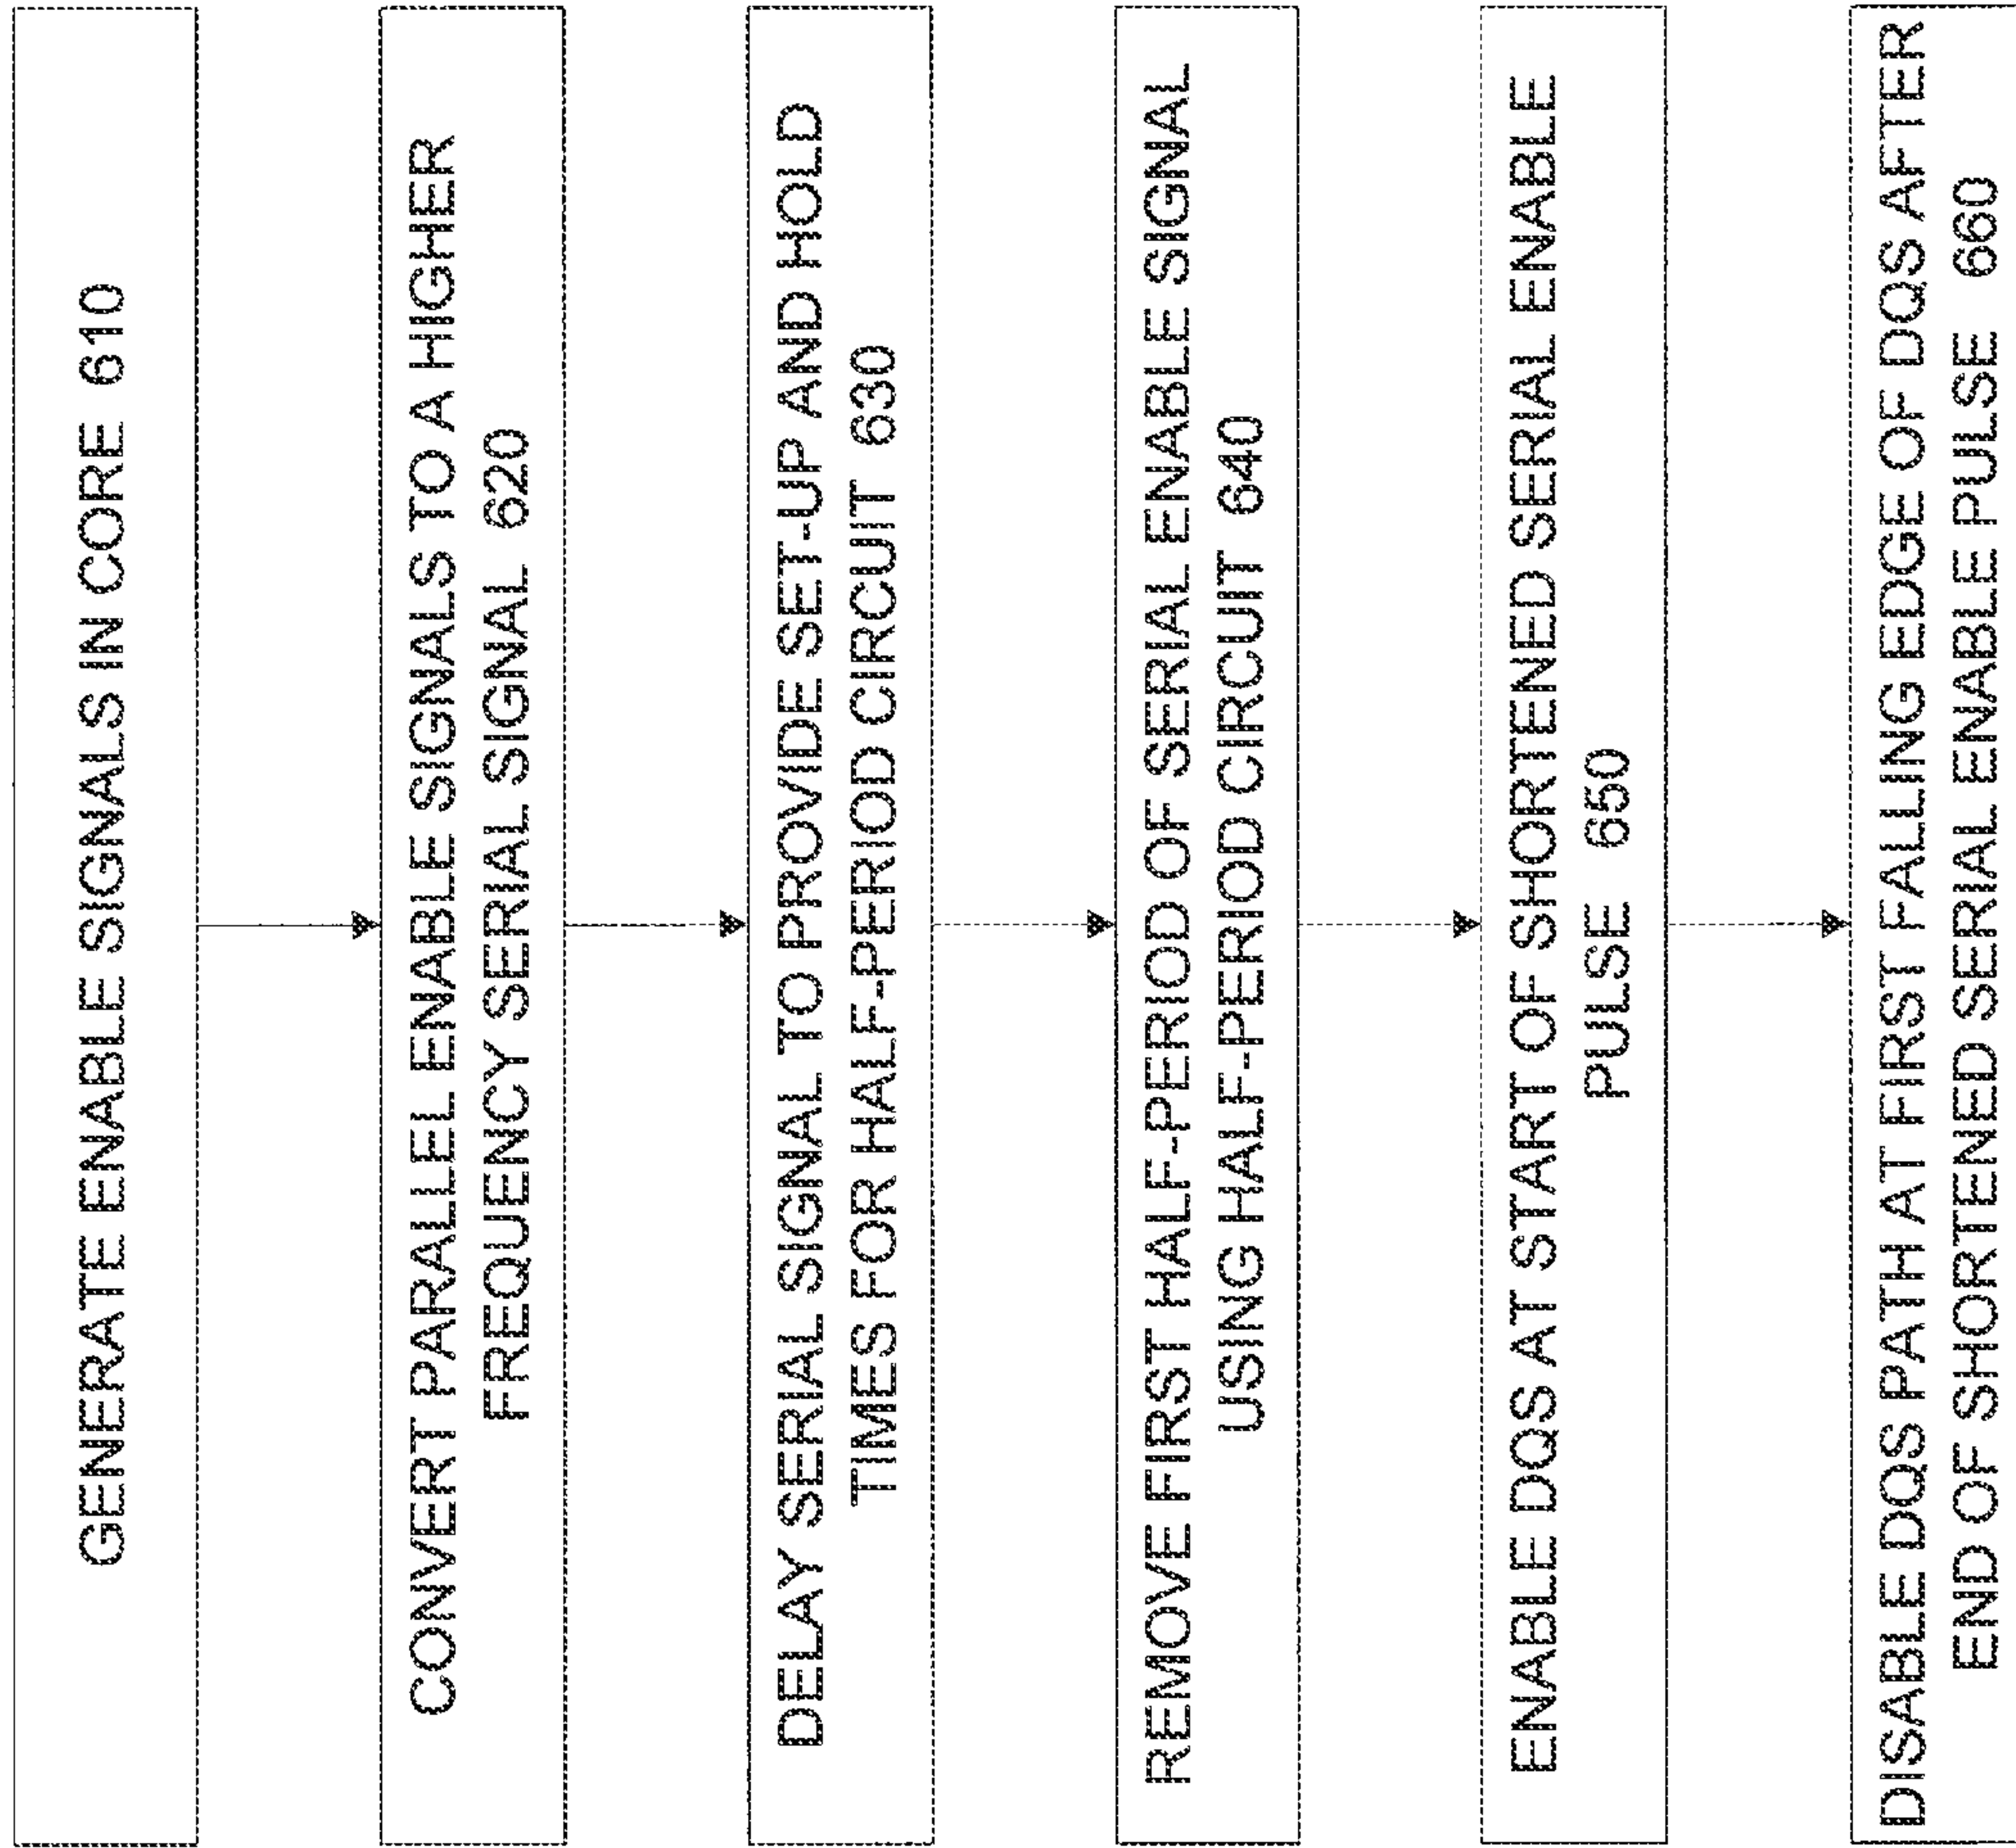 GENERATE ENABLE SIGNALS IN CORE 610
CONVERT PARALLEL ENABLE SIGNALS TO A HIGHER
FREQUENCY SERIAL SIGNAL 620
DELAY SERIAL SIGNAL TO PROVIDE SET-UP AND HOLD
TIMES FOR HALF-PERIOD CIRCUIT 630
REMOVE FIRST HALF-PERIOD OF SERIAL ENABLE SIGNAL
USING HALF-PERIOD CIRCUIT 640
ENABLE DQS AT START OF SHORTENED SERIAL ENABLE
PULSE 650
DISABLE DQS PATH AT FIRST FALLING EDGE OF DQS AFTER
END OF SHORTENED SERIAL ENABLE PULSE 660